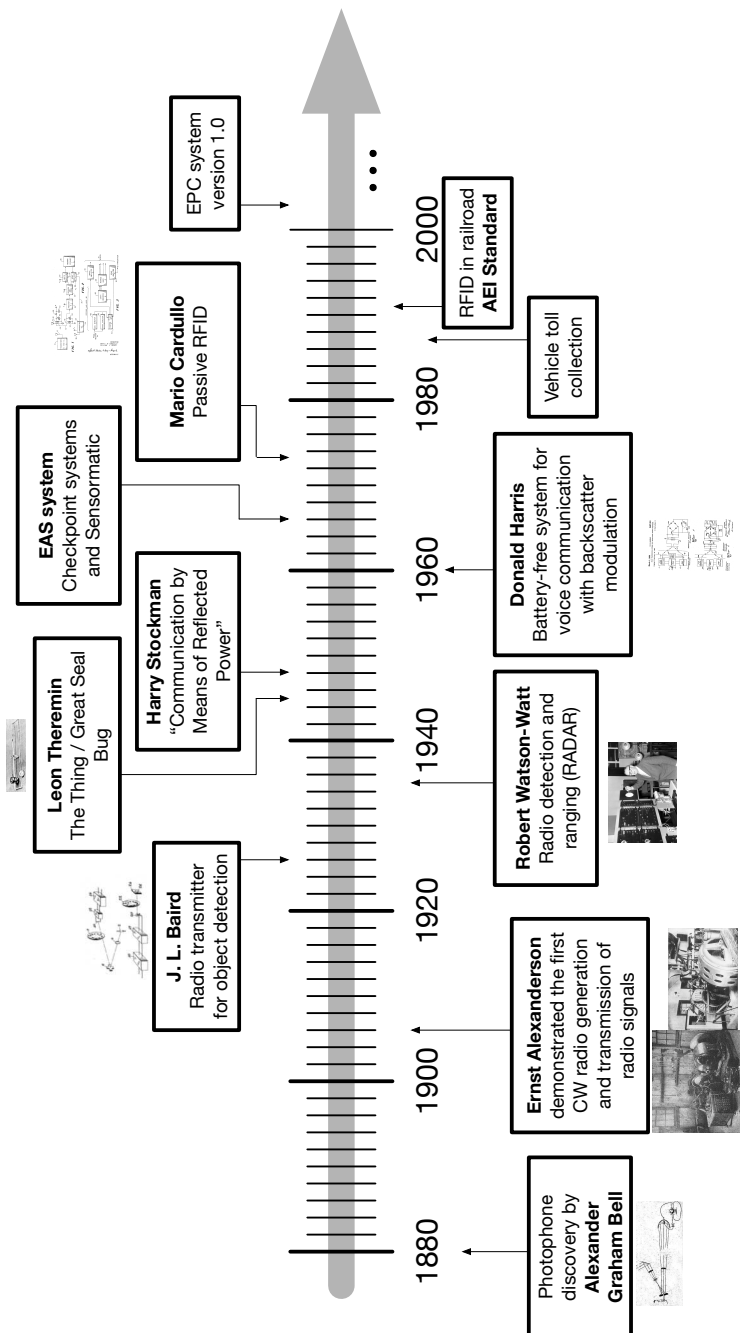 Leon Theremin
The Thing / Great Seal
Bug
EAS system
Checkpoint systems
and Sensormatic
J. L. Baird
Radio transmitter
for object detection
Harry Stockman
“Communication by
Means of Reflected
Power”
Mario Cardullo
Passive RFID
EPC system
version 1.0
1880
1900
1920
1940
1960
1980
2000
...
Photophone
discovery by
Alexander
Graham Bell
Ernst Alexanderson
demonstrated the first
CW radio generation
and transmission of
radio signals
Robert Watson-Watt
Radio detection and
ranging (RADAR)
Donald Harris
Battery-free system for
voice communication
with backscatter
modulation
Vehicle toll
collection
RFID in railroad
AEI Standard